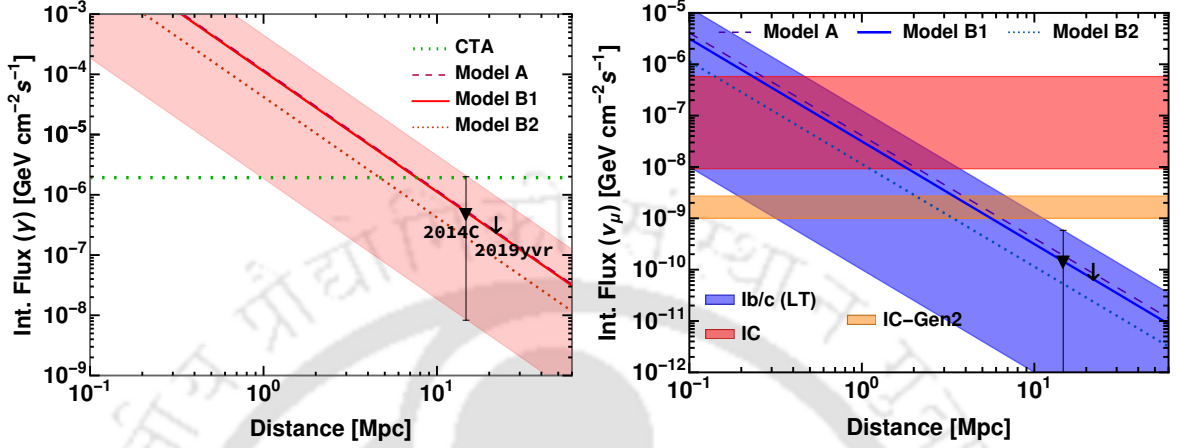 10⁻³
10⁻⁴
10⁻⁵
10⁻⁶
10⁻⁷
10⁻⁸
10⁻⁹
Int. Flux (γ) [GeV cm⁻²s⁻¹]
CTA
Model A
Model B1
Model B2
2014C
2019yvr
10⁻¹ 10⁰ 10¹
Distance [Mpc]
10⁻⁵
10⁻⁶
10⁻⁷
10⁻⁸
10⁻⁹
10⁻¹⁰
10⁻¹¹
10⁻¹²
Int. Flux (νμ) [GeV cm⁻²s⁻¹]
Model A Model B1 Model B2
Ib/c (LT)
IC
IC−Gen2
10⁻¹ 10⁰ 10¹
Distance [Mpc]